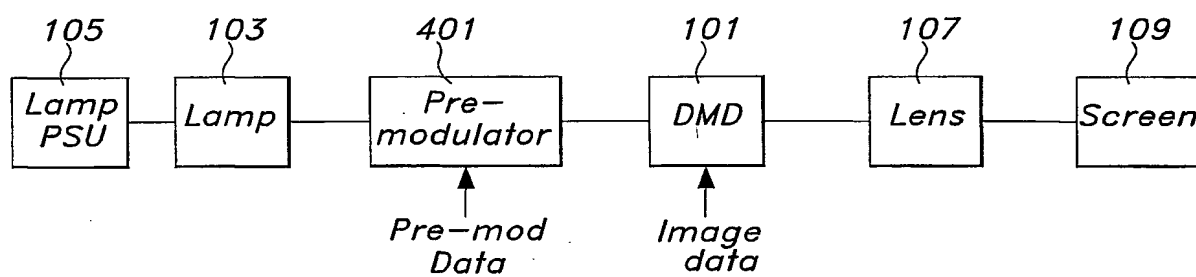 105 103 401 101 107 109
Lamp PSU
Lamp
Pre-modulator
DMD
Lens
Screen
Pre-mod Data
Image data